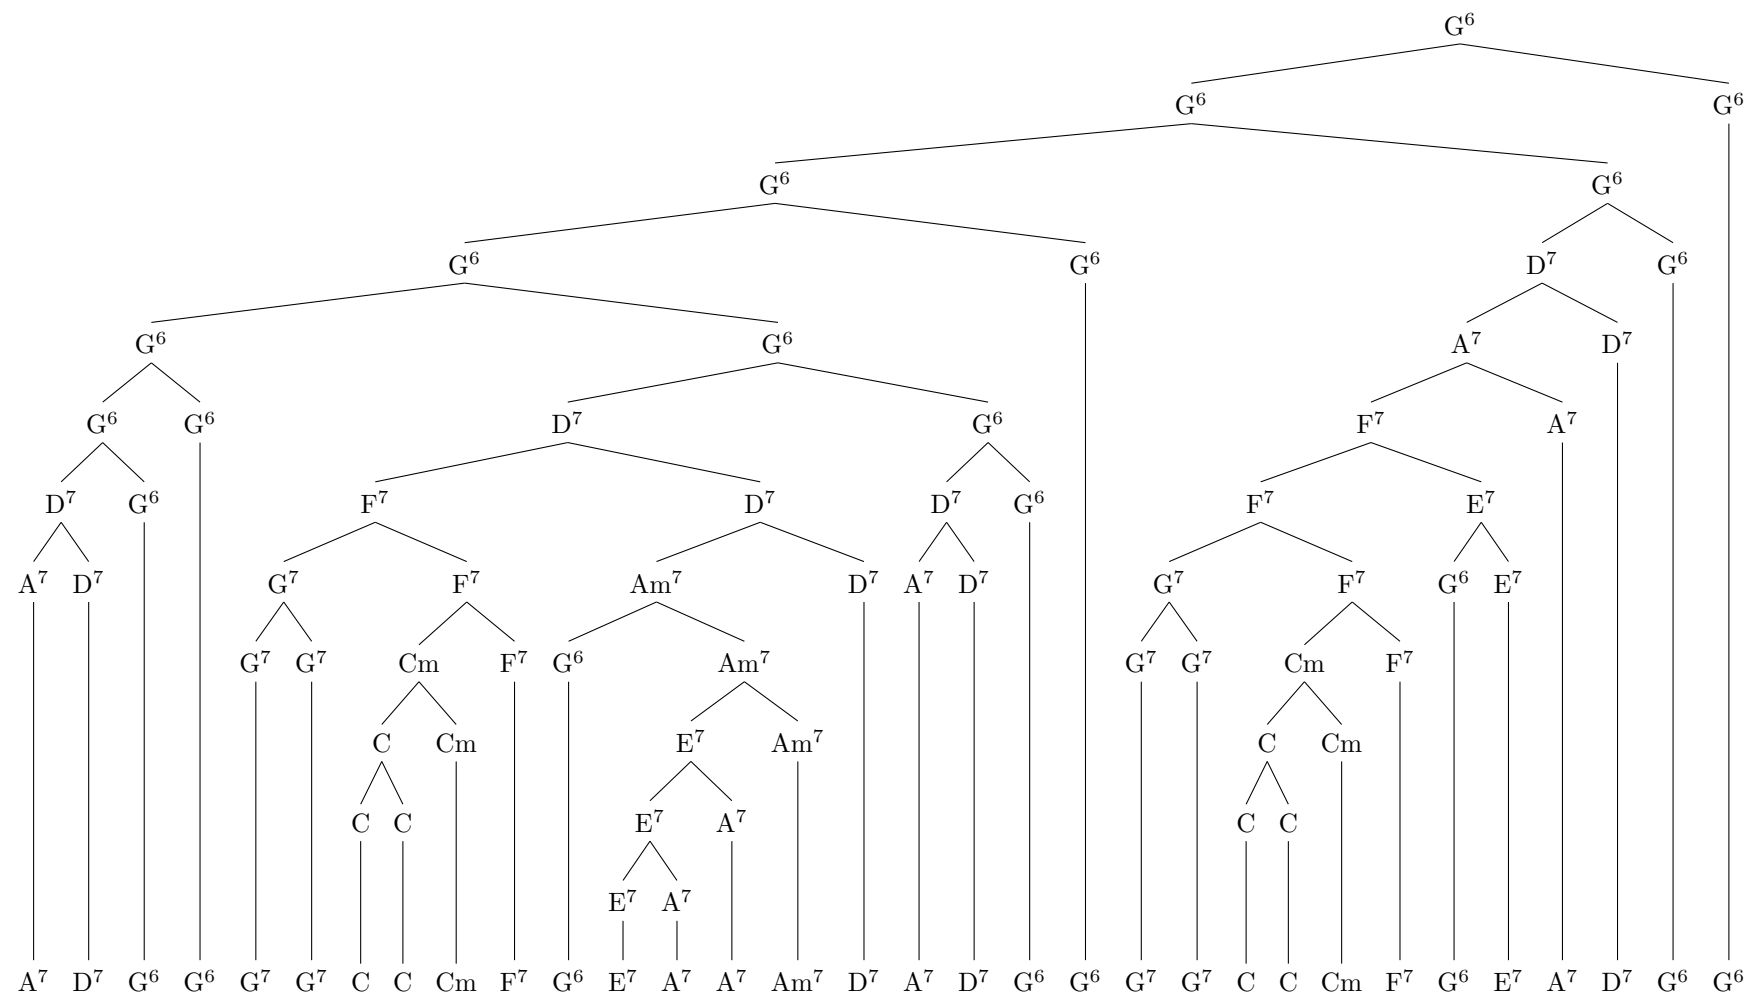 G⁶
G⁶ G⁶
G⁶ G⁶
G⁶ G⁶ D⁷ G⁶
G⁶ G⁶ A⁷ D⁷
G⁶ G⁶ D⁷ G⁶ F⁷ A⁷
D⁷ G⁶ F⁷ D⁷ D⁷ G⁶ F⁷ E⁷
A⁷ D⁷ G⁷ F⁷ Am⁷ D⁷ A⁷ D⁷ G⁷ F⁷ G⁶ E⁷
G⁷ G⁷ Cm F⁷ G⁶ Am⁷ G⁷ G⁷ Cm F⁷
C Cm E⁷ Am⁷ C Cm
C C E⁷ A⁷ C C
E⁷ A⁷
A⁷ D⁷ G⁶ G⁶ G⁷ G⁷ C C Cm F⁷ G⁶ E⁷ A⁷ A⁷ Am⁷ D⁷ A⁷ D⁷ G⁶ G⁶ G⁷ G⁷ C C Cm F⁷ G⁶ E⁷ A⁷ D⁷ G⁶ G⁶